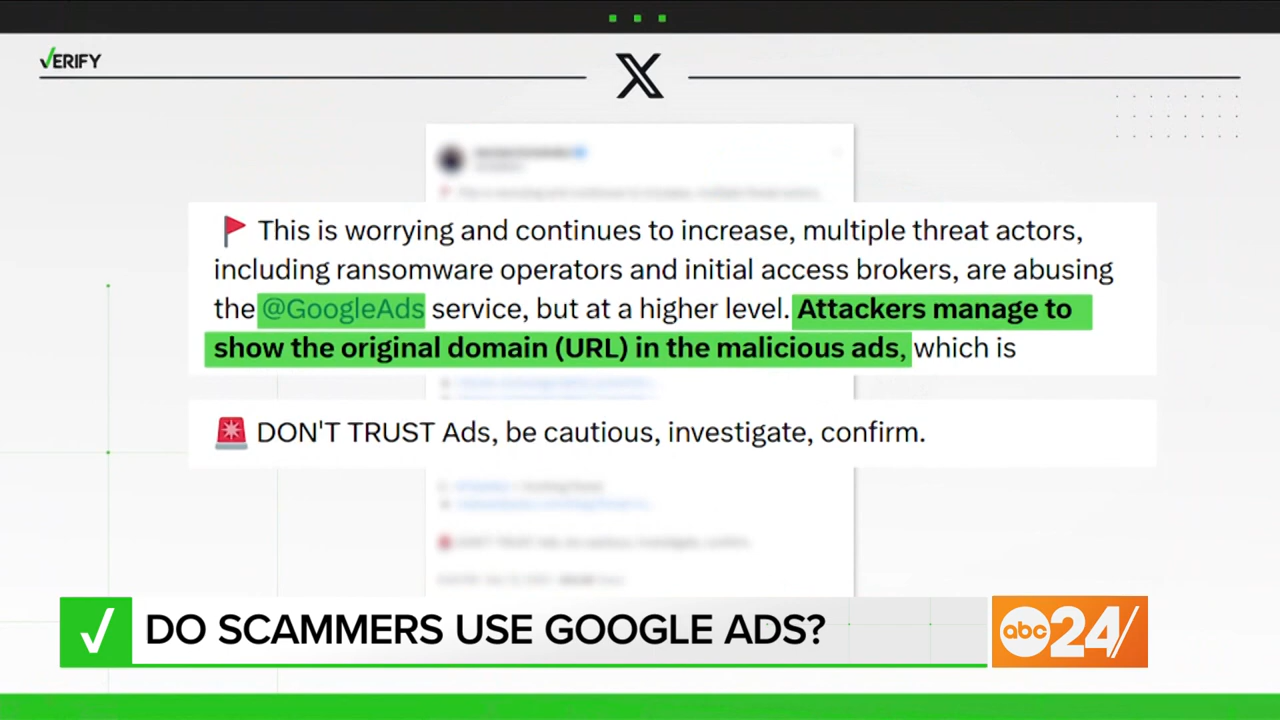 VERIFY
X
🚩 This is worrying and continues to increase, multiple threat actors,
including ransomware operators and initial access brokers, are abusing
the @GoogleAds service, but at a higher level. Attackers manage to
show the original domain (URL) in the malicious ads, which is
🚨 DON'T TRUST Ads, be cautious, investigate, confirm.
DO SCAMMERS USE GOOGLE ADS?
abc 24